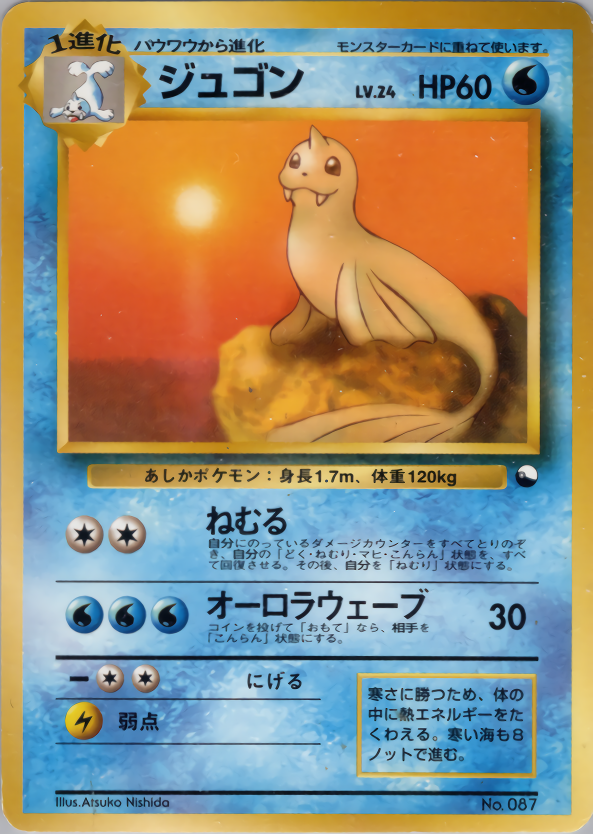 1進化 パウワウから進化 モンスターカードに重ねて使います。
ジュゴン LV.24 HP60
あしかポケモン：身長1.7m、体重120kg
ねむる
自分にのっているダメージカウンターをすべてとりのぞ
き、自分の「どく・ねむり・マヒ・こんらん」状態を、すべ
て回復させる。その後、自分を「ねむり」状態にする。
オーロラウェーブ 30
コインを投げて「おもて」なら、相手を
「こんらん」状態にする。
にげる
弱点
寒さに勝つため、体の
中に熱エネルギーをた
くわえる。寒い海も8
ノットで進む。
Illus.Atsuko Nishida No. 087